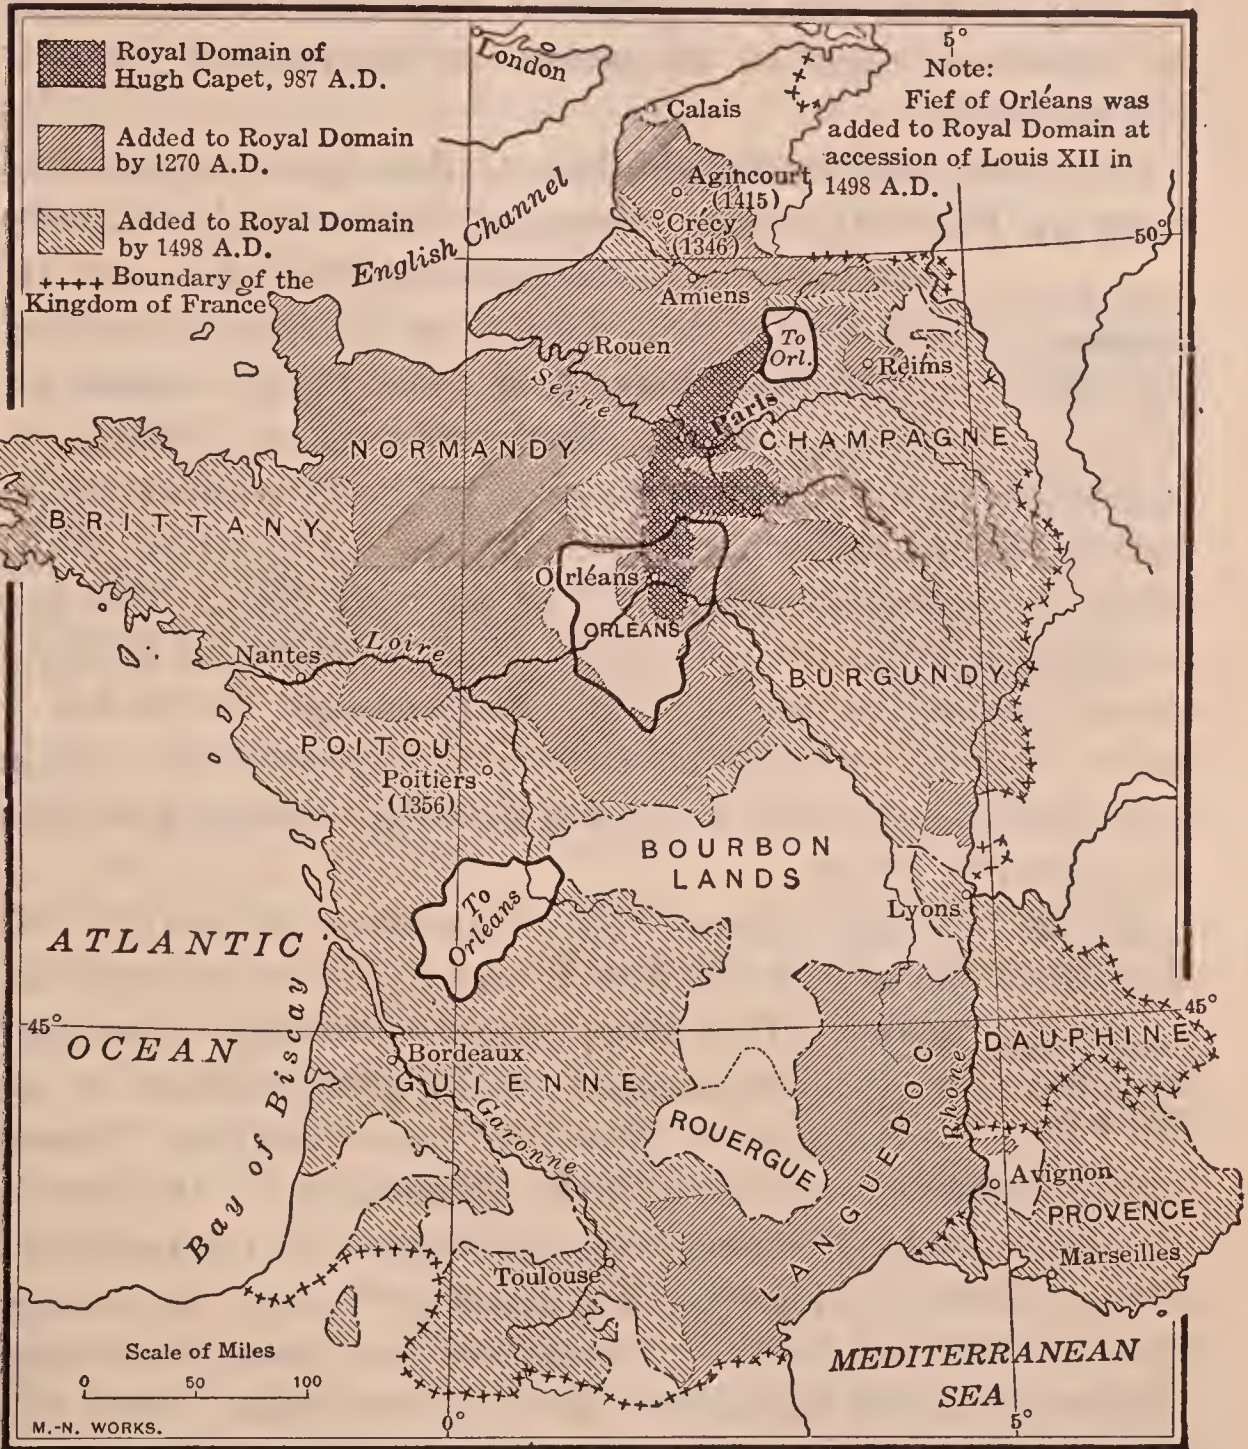 Royal Domain of
Hugh Capet, 987 A.D.
Added to Royal Domain
by 1270 A.D.
Added to Royal Domain
by 1498 A.D.
++++ Boundary of the
Kingdom of France
5°
Note:
Fief of Orléans was
added to Royal Domain at
accession of Louis XII in
1498 A.D.
London
Calais
English Channel
Agincourt
(1415)
Crécy
(1346)
50°
Amiens
Rouen
To
Orl.
Reims
Seine
Paris
NORMANDY
CHAMPAGNE
BRITTANY
Orléans
ORLÉANS
Nantes
Loire
BURGUNDY
POITOU
Poitiers
(1356)
BOURBON
LANDS
To
Orléans
Lyons
ATLANTIC
OCEAN
Bay of Biscay
45°
45°
DAUPHINE
Bordeaux
GUIENNE
Garonne
ROUERGUE
LANGUEDOC
Rhone
Avignon
PROVENCE
Marseilles
Toulouse
Scale of Miles
0 50 100
MEDITERRANEAN
SEA
M.-N. WORKS.
0°
5°